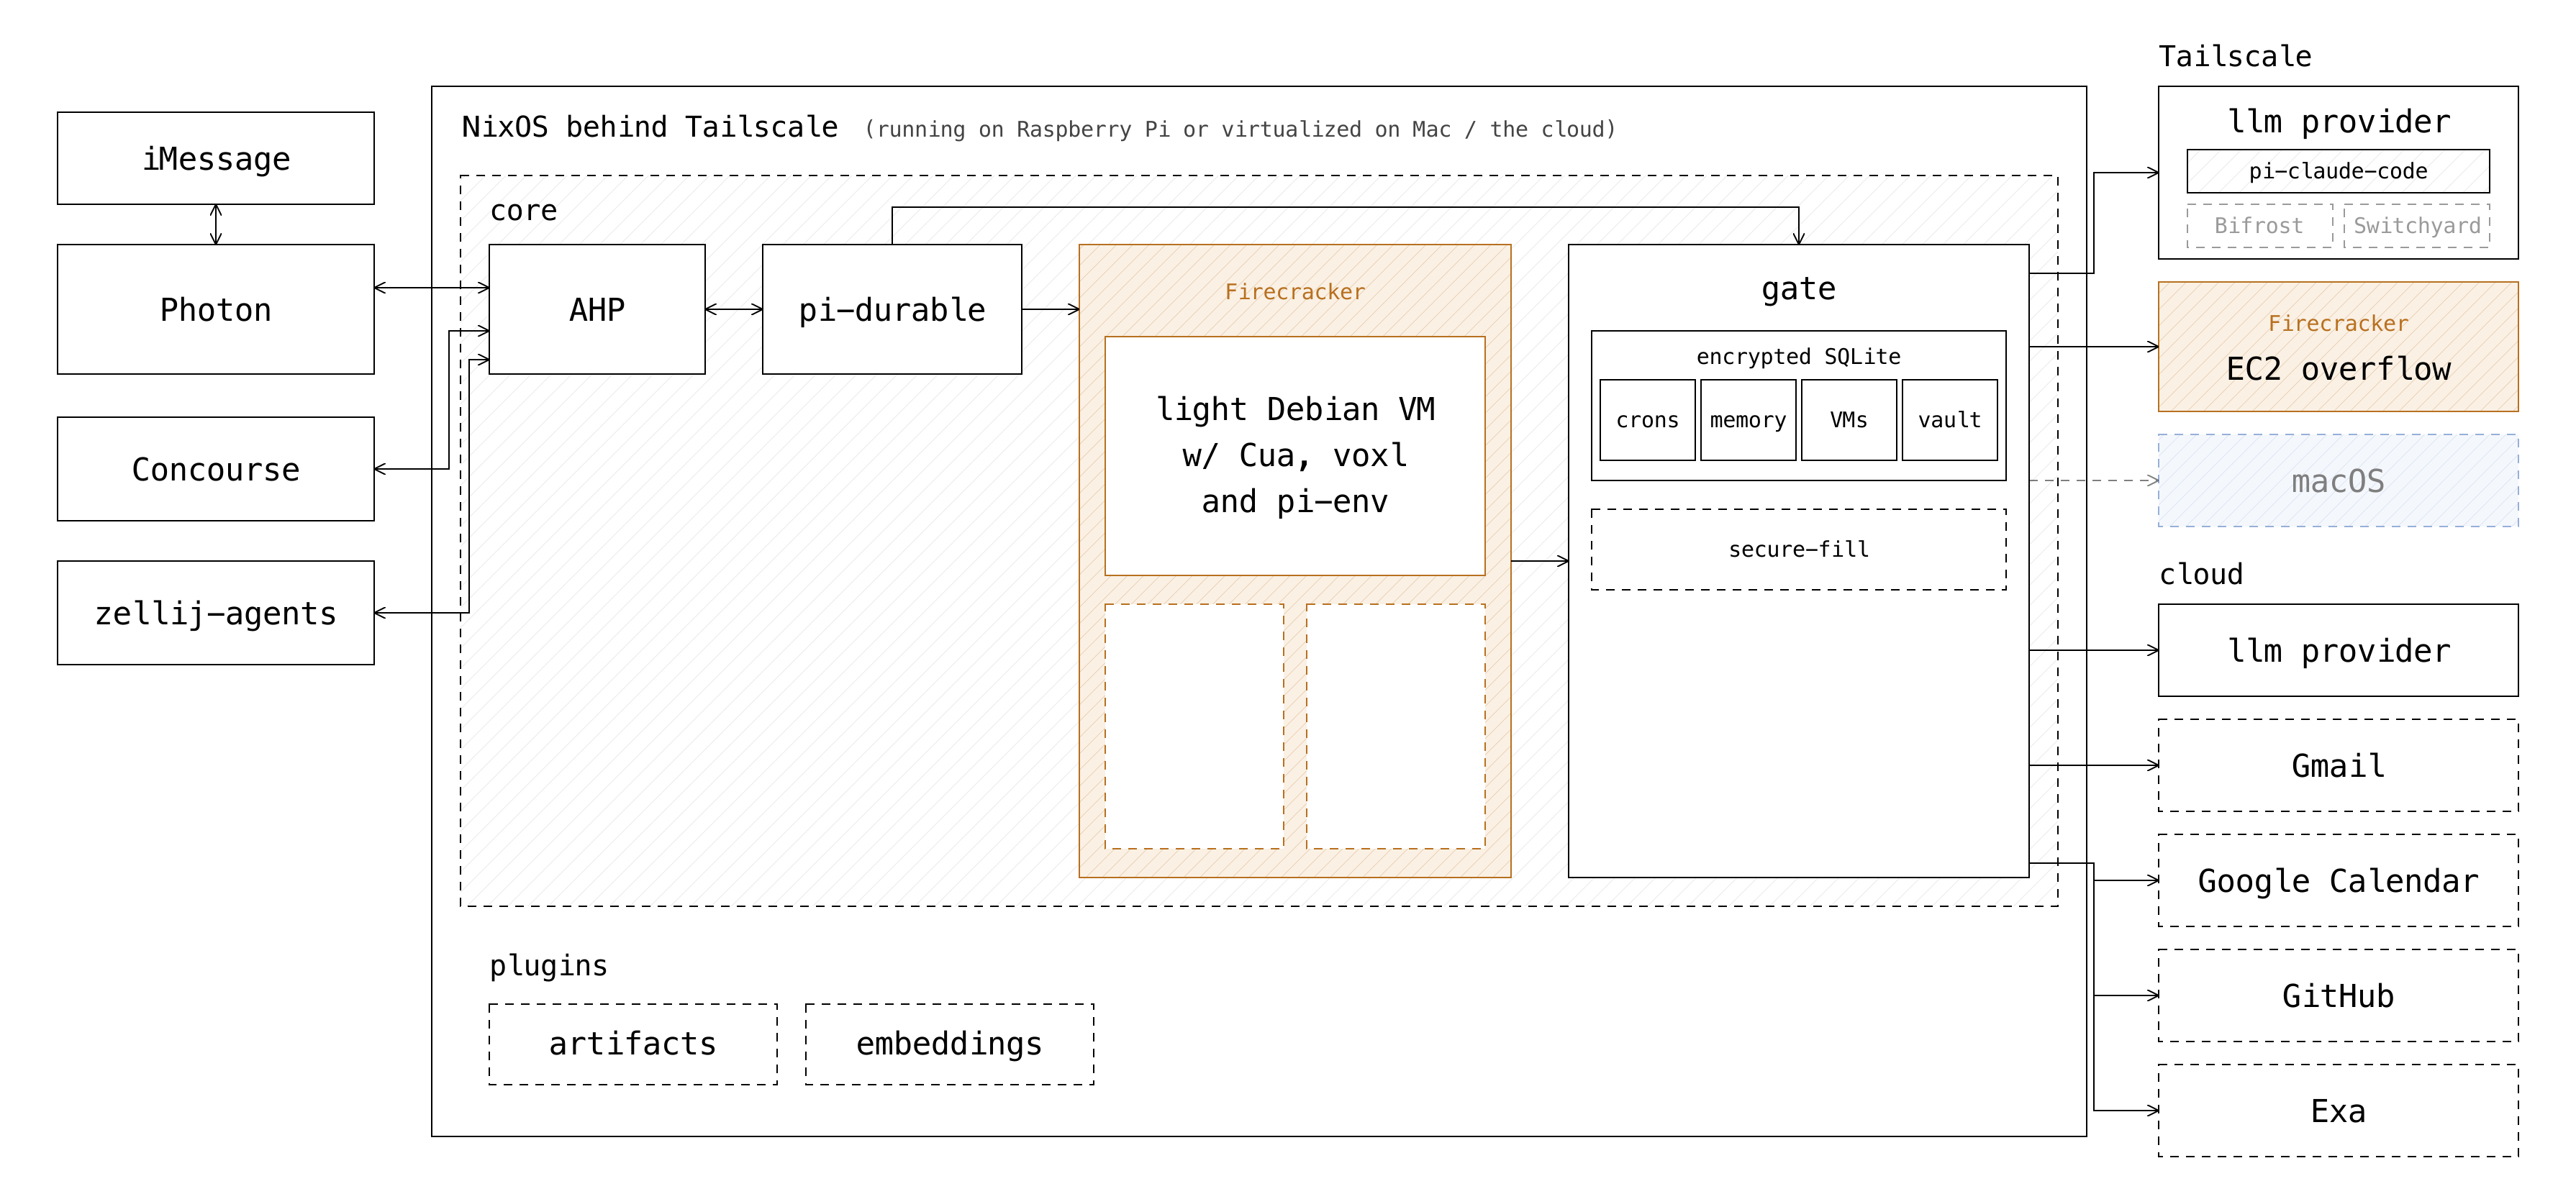 Tailscale
iMessage
Photon
Concourse
zellij-agents
NixOS behind Tailscale (running on Raspberry Pi or virtualized on Mac / the cloud)
core
AHP
pi-durable
Firecracker
light Debian VM
w/ Cua, voxl
and pi-env
gate
encrypted SQLite
crons
memory
VMs
vault
secure-fill
plugins
artifacts
embeddings
llm provider
pi-claude-code
Bifrost
Switchyard
Firecracker
EC2 overflow
macOS
cloud
llm provider
Gmail
Google Calendar
GitHub
Exa